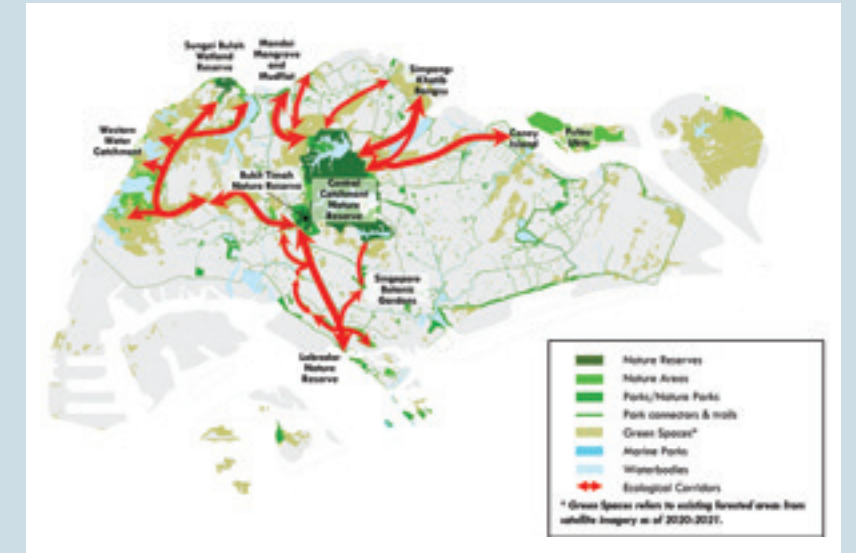 Sungei Buloh
Wetland
Reserve
Mandai
Mangrove
and
Mudflat
Simpang-
Khatib
Bongsu
Western
Water
Catchment
Coney
Island
Pulau
Ubin
Bukit Timah
Nature Reserve
Central
Catchment
Nature
Reserve
Singapore
Botanic
Gardens
Labrador
Nature
Reserve
Nature Reserves
Nature Areas
Parks/Nature Parks
Park connectors & trails
Green Spaces*
Marine Parks
Waterbodies
Ecological Corridors
* Green Spaces refers to existing forested areas from
satellite imagery as of 2020-2021.